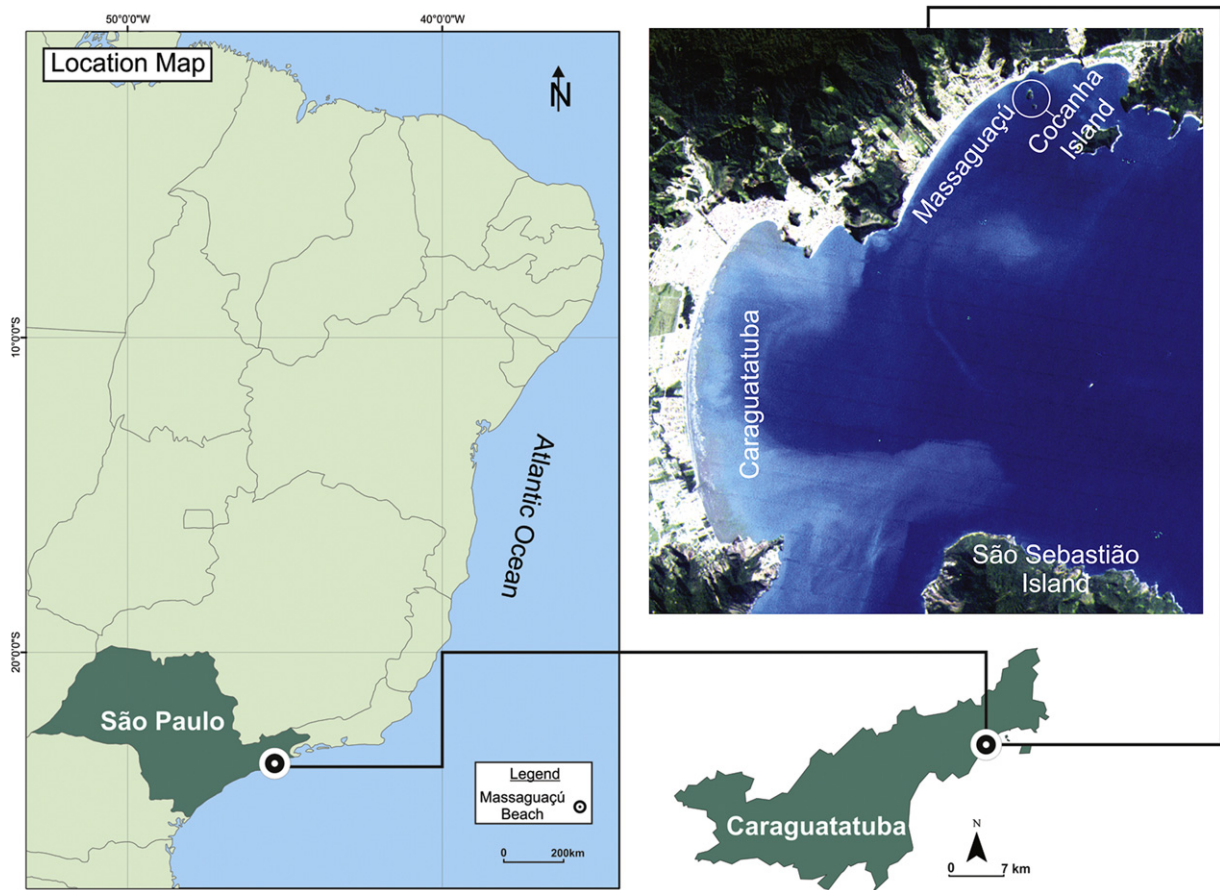 50°0'0"W
40°0'0"W
Location Map
N
10°0'0"S
20°0'0"S
Atlantic Ocean
São Paulo
Legend
Massaguaçú
Beach
0 200km
Massaguaçú
Cocanha
Island
Caraguatatuba
São Sebastião
Island
Caraguatatuba
N
0 7 km